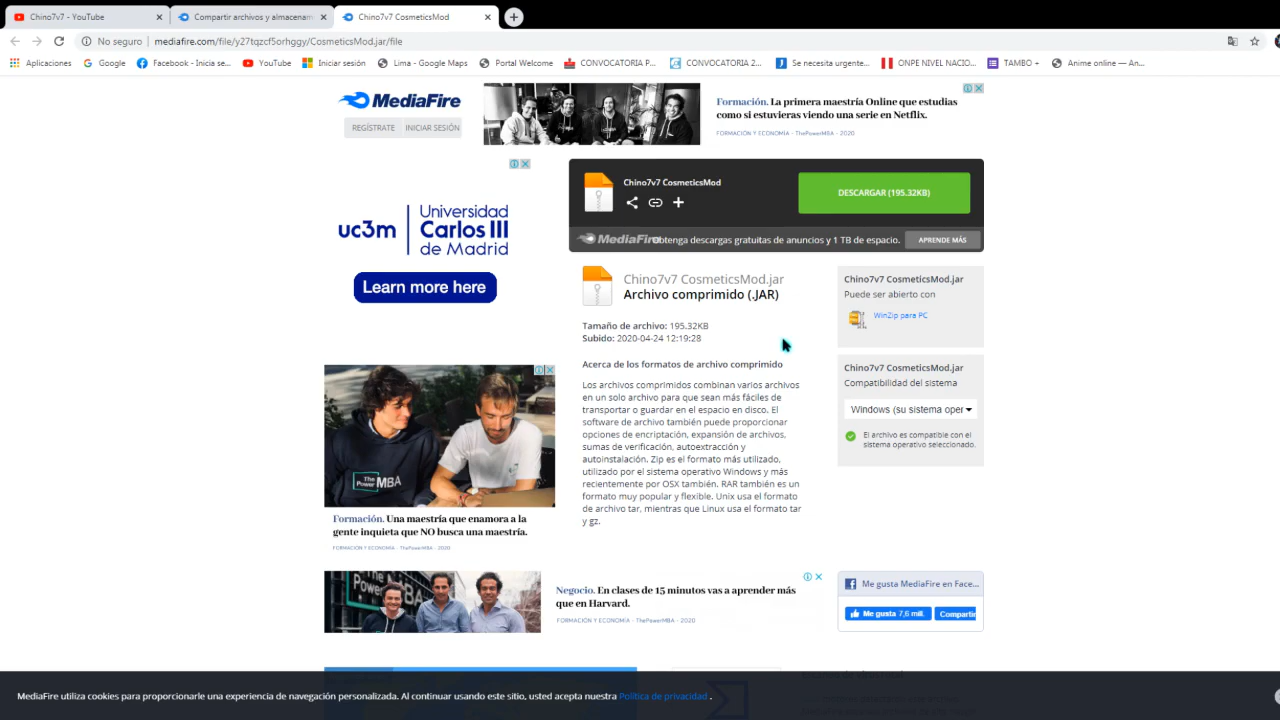 Chino7v7 - YouTube
Compartir archivos y almacenam
Chino7v7 CosmeticsMod
No seguro | mediafire.com/file/y27tqzcf5orhggy/CosmeticsMod.jar/file
Aplicaciones Google Facebook - Inicia se... YouTube Iniciar sesión Lima - Google Maps Portal Welcome CONVOCATORIA P... CONVOCATORIA 2... Se necesita urgente... ONPE NIVEL NACIO... TAMBO Anime online — An...
MediaFire
REGÍSTRATE INICIAR SESIÓN
Formación. La primera maestría Online que estudias
como si estuvieras viendo una serie en Netflix.
FORMACIÓN Y ECONOMÍA - ThePowerMBA - 2020
uc3m Universidad
Carlos III
de Madrid
Learn more here
Chino7v7 CosmeticsMod
DESCARGAR (195.32KB)
MediaFire
Obtenga descargas gratuitas de anuncios y 1 TB de espacio.
APRENDE MÁS
Chino7v7 CosmeticsMod.jar
Archivo comprimido (.JAR)
Tamaño de archivo: 195.32KB
Subido: 2020-04-24 12:19:28
Acerca de los formatos de archivo comprimido
Los archivos comprimidos combinan varios archivos
en un solo archivo para que sean más fáciles de
transportar o guardar en el espacio en disco. El
software de archivo también puede proporcionar
opciones de encriptación, expansión de archivos,
sumas de verificación, autoextracción y
autoinstalación. Zip es el formato más utilizado,
utilizado por el sistema operativo Windows y más
recientemente por OSX también. RAR también es un
formato muy popular y flexible. Unix usa el formato
de archivo tar, mientras que Linux usa el formato tar
y gz.
Chino7v7 CosmeticsMod.jar
Puede ser abierto con
WinZip para PC
Chino7v7 CosmeticsMod.jar
Compatibilidad del sistema
Windows (su sistema oper
El archivo es compatible con el
sistema operativo seleccionado.
The
Power MBA
Formación. Una maestría que enamora a la
gente inquieta que NO busca una maestría.
FORMACIÓN Y ECONOMÍA - ThePowerMBA - 2020
Negocio. En clases de 15 minutos vas a aprender más
que en Harvard.
FORMACIÓN Y ECONOMÍA - ThePowerMBA - 2020
Me gusta MediaFire en Face...
Me gusta 7,6 mill.
Compartir
MediaFire utiliza cookies para proporcionarle una experiencia de navegación personalizada. Al continuar usando este sitio, usted acepta nuestra Política de privacidad .